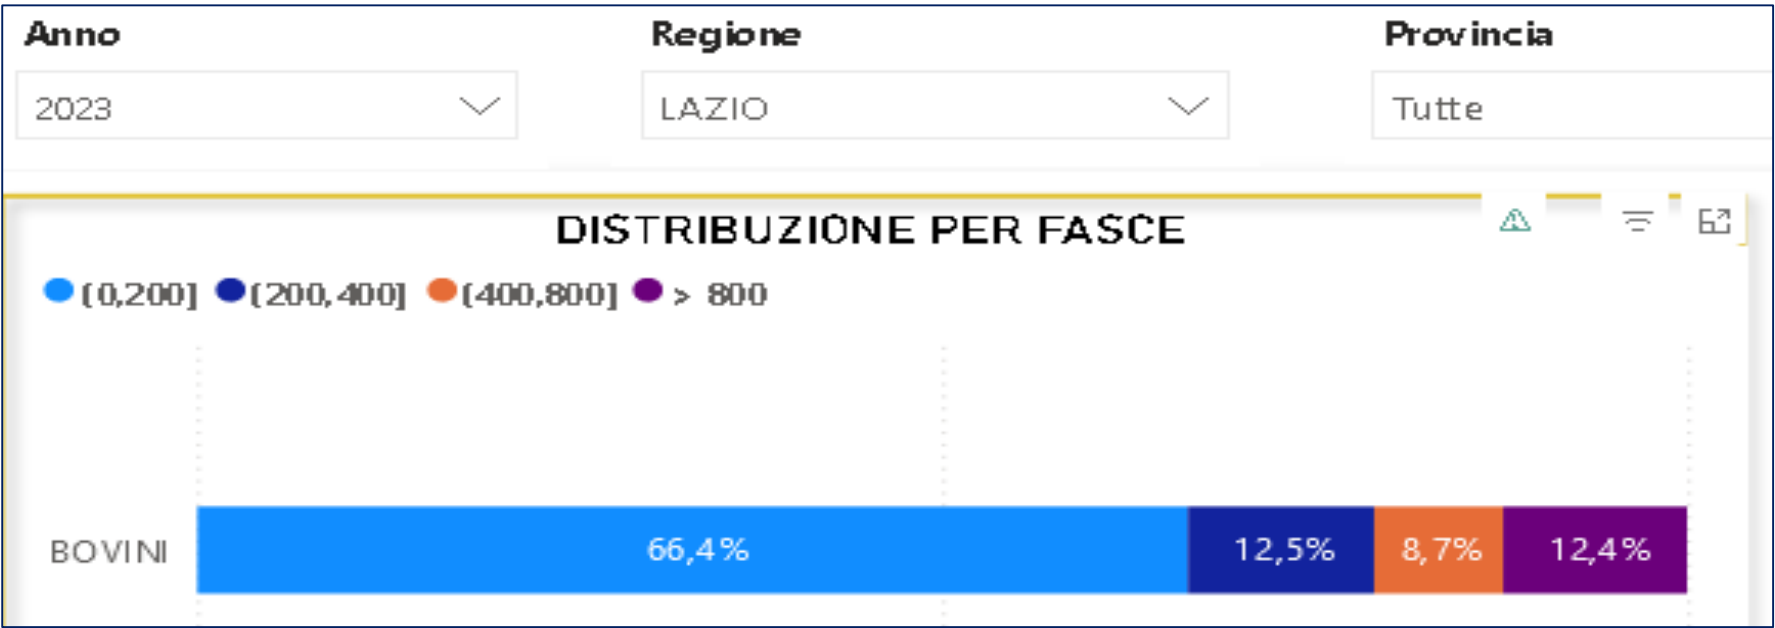 Anno Regione Provincia
2023 LAZIO Tutte
DISTRIBUZIONE PER FASCE
[0,200] (200,400] (400,800] > 800
BOVINI 66,4% 12,5% 8,7% 12,4%